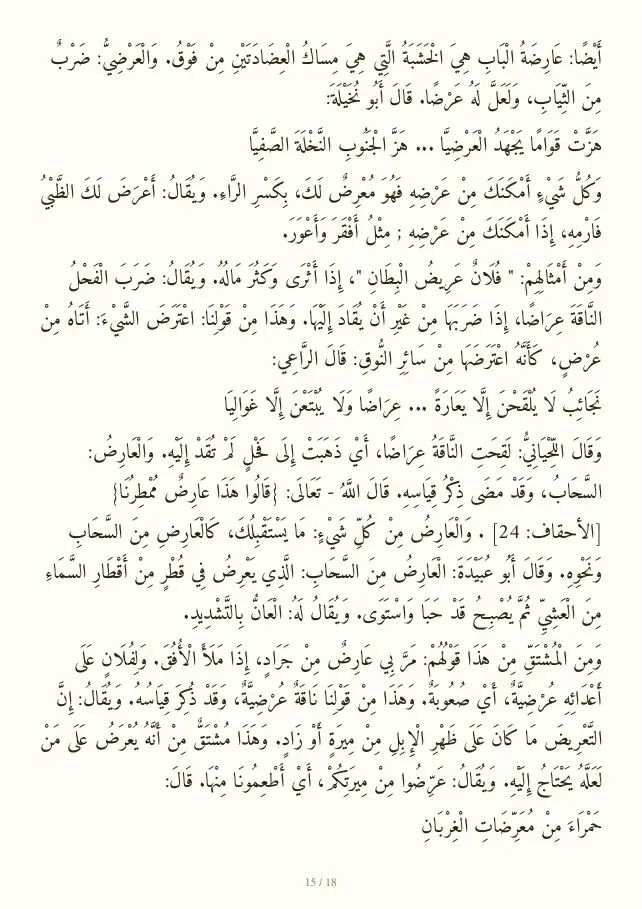 أَيْضًا: عَارِضَةُ الْبَابِ هِيَ الْخَشَبَةُ الَّتِي هِيَ مِسَاكُ الْعِضَادَتَيْنِ مِنْ فَوْقُ. وَالْعَرْضِيُّ: ضَرْبٌ
مِن الثِّيَابِ، وَلَعَلَّ لَهُ عَرْضًا. قَالَ أَبُو نُخَيْلَةَ:
هَزَّتْ قَوَامًا يَجْهَدُ الْعَرْضِيَّا ... هَزَّ الْجَنُوبِ النَّخْلَةَ الصَّفِيَّا
وَكُلُّ شَيْءٍ أَمْكَنَكَ مِنْ عَرْضِهِ فَهُوَ مُعْرِضٌ لَكَ، بِكَسْرِ الرَّاءِ. وَيُقَالُ: أَعْرَضَ لَكَ الظَّبْيُ
فَارْمِهِ، إِذَا أَمْكَنَكَ مِنْ عَرْضِهِ ; مِثْلُ أَفْقَرَ وَأَعْوَرَ.
وَمِنْ أَمْثَالِهِمْ: " فُلَانٌ عَرِيضُ الْبِطَانِ "، إِذَا أَثْرَى وَكَثُرَ مَالُهُ. وَيُقَالُ: ضَرَبَ الْفَحْلُ
النَّاقَةَ عِرَاضًا، إِذَا ضَرَبَهَا مِنْ غَيْرِ أَنْ يُقَادَ إِلَيْهَا. وَهَذَا مِنْ قَوْلِنَا: اعْتَرَضَ الشَّيْءَ: أَتَاهُ مِنْ
عُرْضٍ، كَأَنَّهُ اعْتَرَضَهَا مِنْ سَائِرِ النُّوقِ: قَالَ الرَّاعِي:
نَجَائِبُ لَا يُلْقَحْنَ إِلَّا يَعَارَةً ... عِرَاضًا وَلَا يُبْتَعْنَ إِلَّا غَوَالِيَا
وَقَالَ اللِّحْيَانِيُّ: لَقِحَتِ النَّاقَةُ عِرَاضًا، أَيْ ذَهَبَتْ إِلَى فَحْلٍ لَمْ تُقَدْ إِلَيْهِ. وَالْعَارِضُ:
السَّحَابُ، وَقَدْ مَضَى ذِكْرُ قِيَاسِهِ. قَالَ اللَّهُ - تَعَالَى: {قَالُوا هَذَا عَارِضٌ مُمْطِرُنَا}
[الأحقاف: 24] . وَالْعَارِضُ مِنْ كُلِّ شَيْءٍ: مَا يَسْتَقْبِلُكَ، كَالْعَارِضِ مِنَ السَّحَابِ
وَنَحْوِهِ. وَقَالَ أَبُو عُبَيْدَةَ: الْعَارِضُ مِنَ السَّحَابِ: الَّذِي يَعْرِضُ فِي قُطْرٍ مِنْ أَقْطَارِ السَّمَاءِ
مِنَ الْعَشِيِّ ثُمَّ يُصْبِحُ قَدْ حَبَا وَاسْتَوَى. وَيُقَالُ لَهُ: الْعَانُّ بِالتَّشْدِيدِ.
وَمِنَ الْمُشْتَقِّ مِنْ هَذَا قَوْلُهُمْ: مَرَّ بِي عَارِضٌ مِنْ جَرَادٍ، إِذَا مَلَأَ الْأُفُقَ. وَلِفُلَانٍ عَلَى
أَعْدَائِهِ عُرْضِيَّةٌ، أَيْ صُعُوبَةٌ. وَهَذَا مِنْ قَوْلِنَا نَاقَةٌ عُرْضِيَّةٌ، وَقَدْ ذُكِرَ قِيَاسُهُ. وَيُقَالُ: إِنَّ
التَّعْرِيضَ مَا كَانَ عَلَى ظَهْرِ الْإِبِلِ مِنْ مِيرَةٍ أَوْ زَادٍ. وَهَذَا مُشْتَقٌّ مِنْ أَنَّهُ يُعْرَضُ عَلَى مَنْ
لَعَلَّهُ يَحْتَاجُ إِلَيْهِ. وَيُقَالُ: عَرِّضُوا مِنْ مِيرَتِكُمْ، أَيْ أَطْعِمُونَا مِنْهَا. قَالَ:
حَمْرَاءَ مِنْ مُعَرِّضَاتِ الْغِرْبَانِ
15 / 18